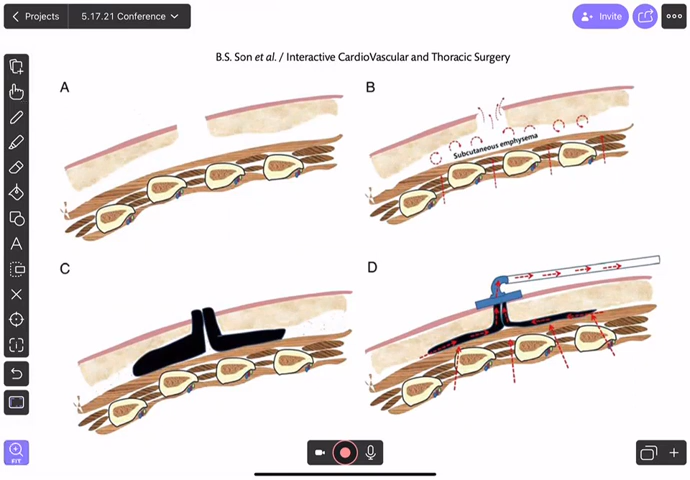 Projects
5.17.21 Conference
Invite
B.S. Son et al. / Interactive CardioVascular and Thoracic Surgery
A
B
Subcutaneous emphysema
C
D
A
FIT